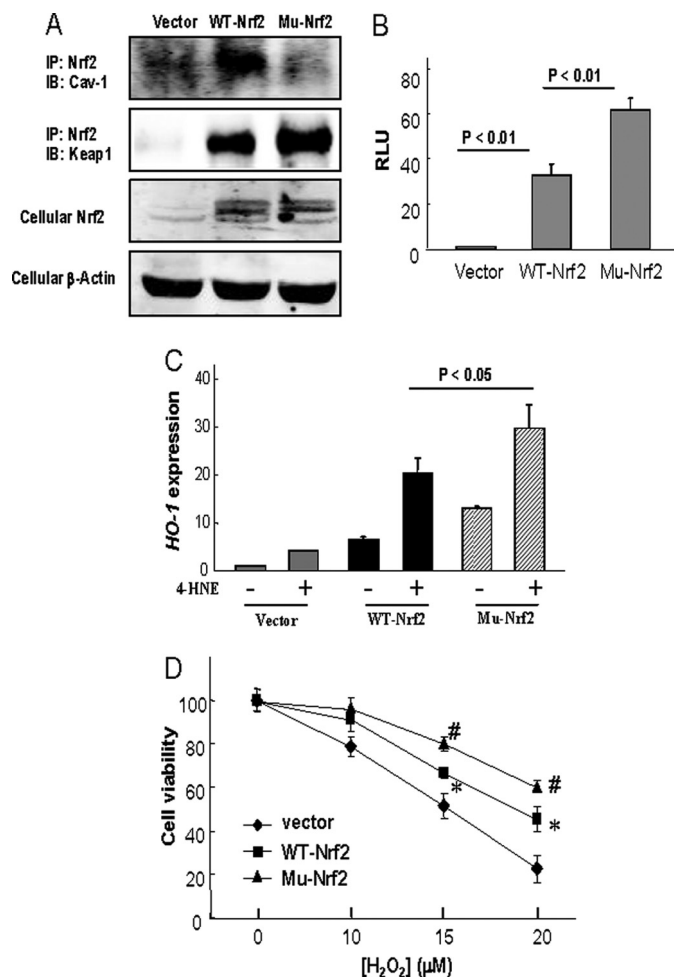 A
Vector WT-Nrf2 Mu-Nrf2
IP: Nrf2
IB: Cav-1
IP: Nrf2
IB: Keap1
Cellular Nrf2
Cellular β-Actin
B
RLU
80
60
40
20
0
P < 0.01
P < 0.01
Vector WT-Nrf2 Mu-Nrf2
C
HO-1 expression
40
30
20
10
0
P < 0.05
4-HNE - + - + - +
Vector WT-Nrf2 Mu-Nrf2
D
Cell viability
100
80
60
40
20
# # * *
vector
WT-Nrf2
Mu-Nrf2
0 10 15 20
[H₂O₂] (μM)